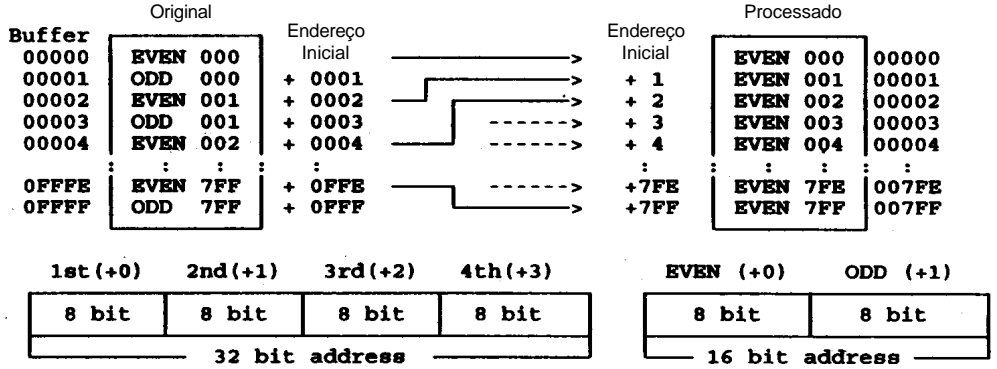 Original Processado
Buffer Endereço Inicial Endereço Inicial
00000 EVEN 000 > EVEN 000 00000
00001 ODD 000 + 0001 > + 1 EVEN 001 00001
00002 EVEN 001 + 0002 > + 2 EVEN 002 00002
00003 ODD 001 + 0003 -----> + 3 EVEN 003 00003
00004 EVEN 002 + 0004 -----> + 4 EVEN 004 00004
: : : : : : : : :
0FFFE EVEN 7FF + 0FFE -----> +7FE EVEN 7FE 007FE
0FFFF ODD 7FF + 0FFF > +7FF EVEN 7FF 007FF
1st(+0) 2nd(+1) 3rd(+2) 4th(+3) EVEN (+0) ODD (+1)
8 bit 8 bit 8 bit 8 bit 8 bit 8 bit
32 bit address 16 bit address